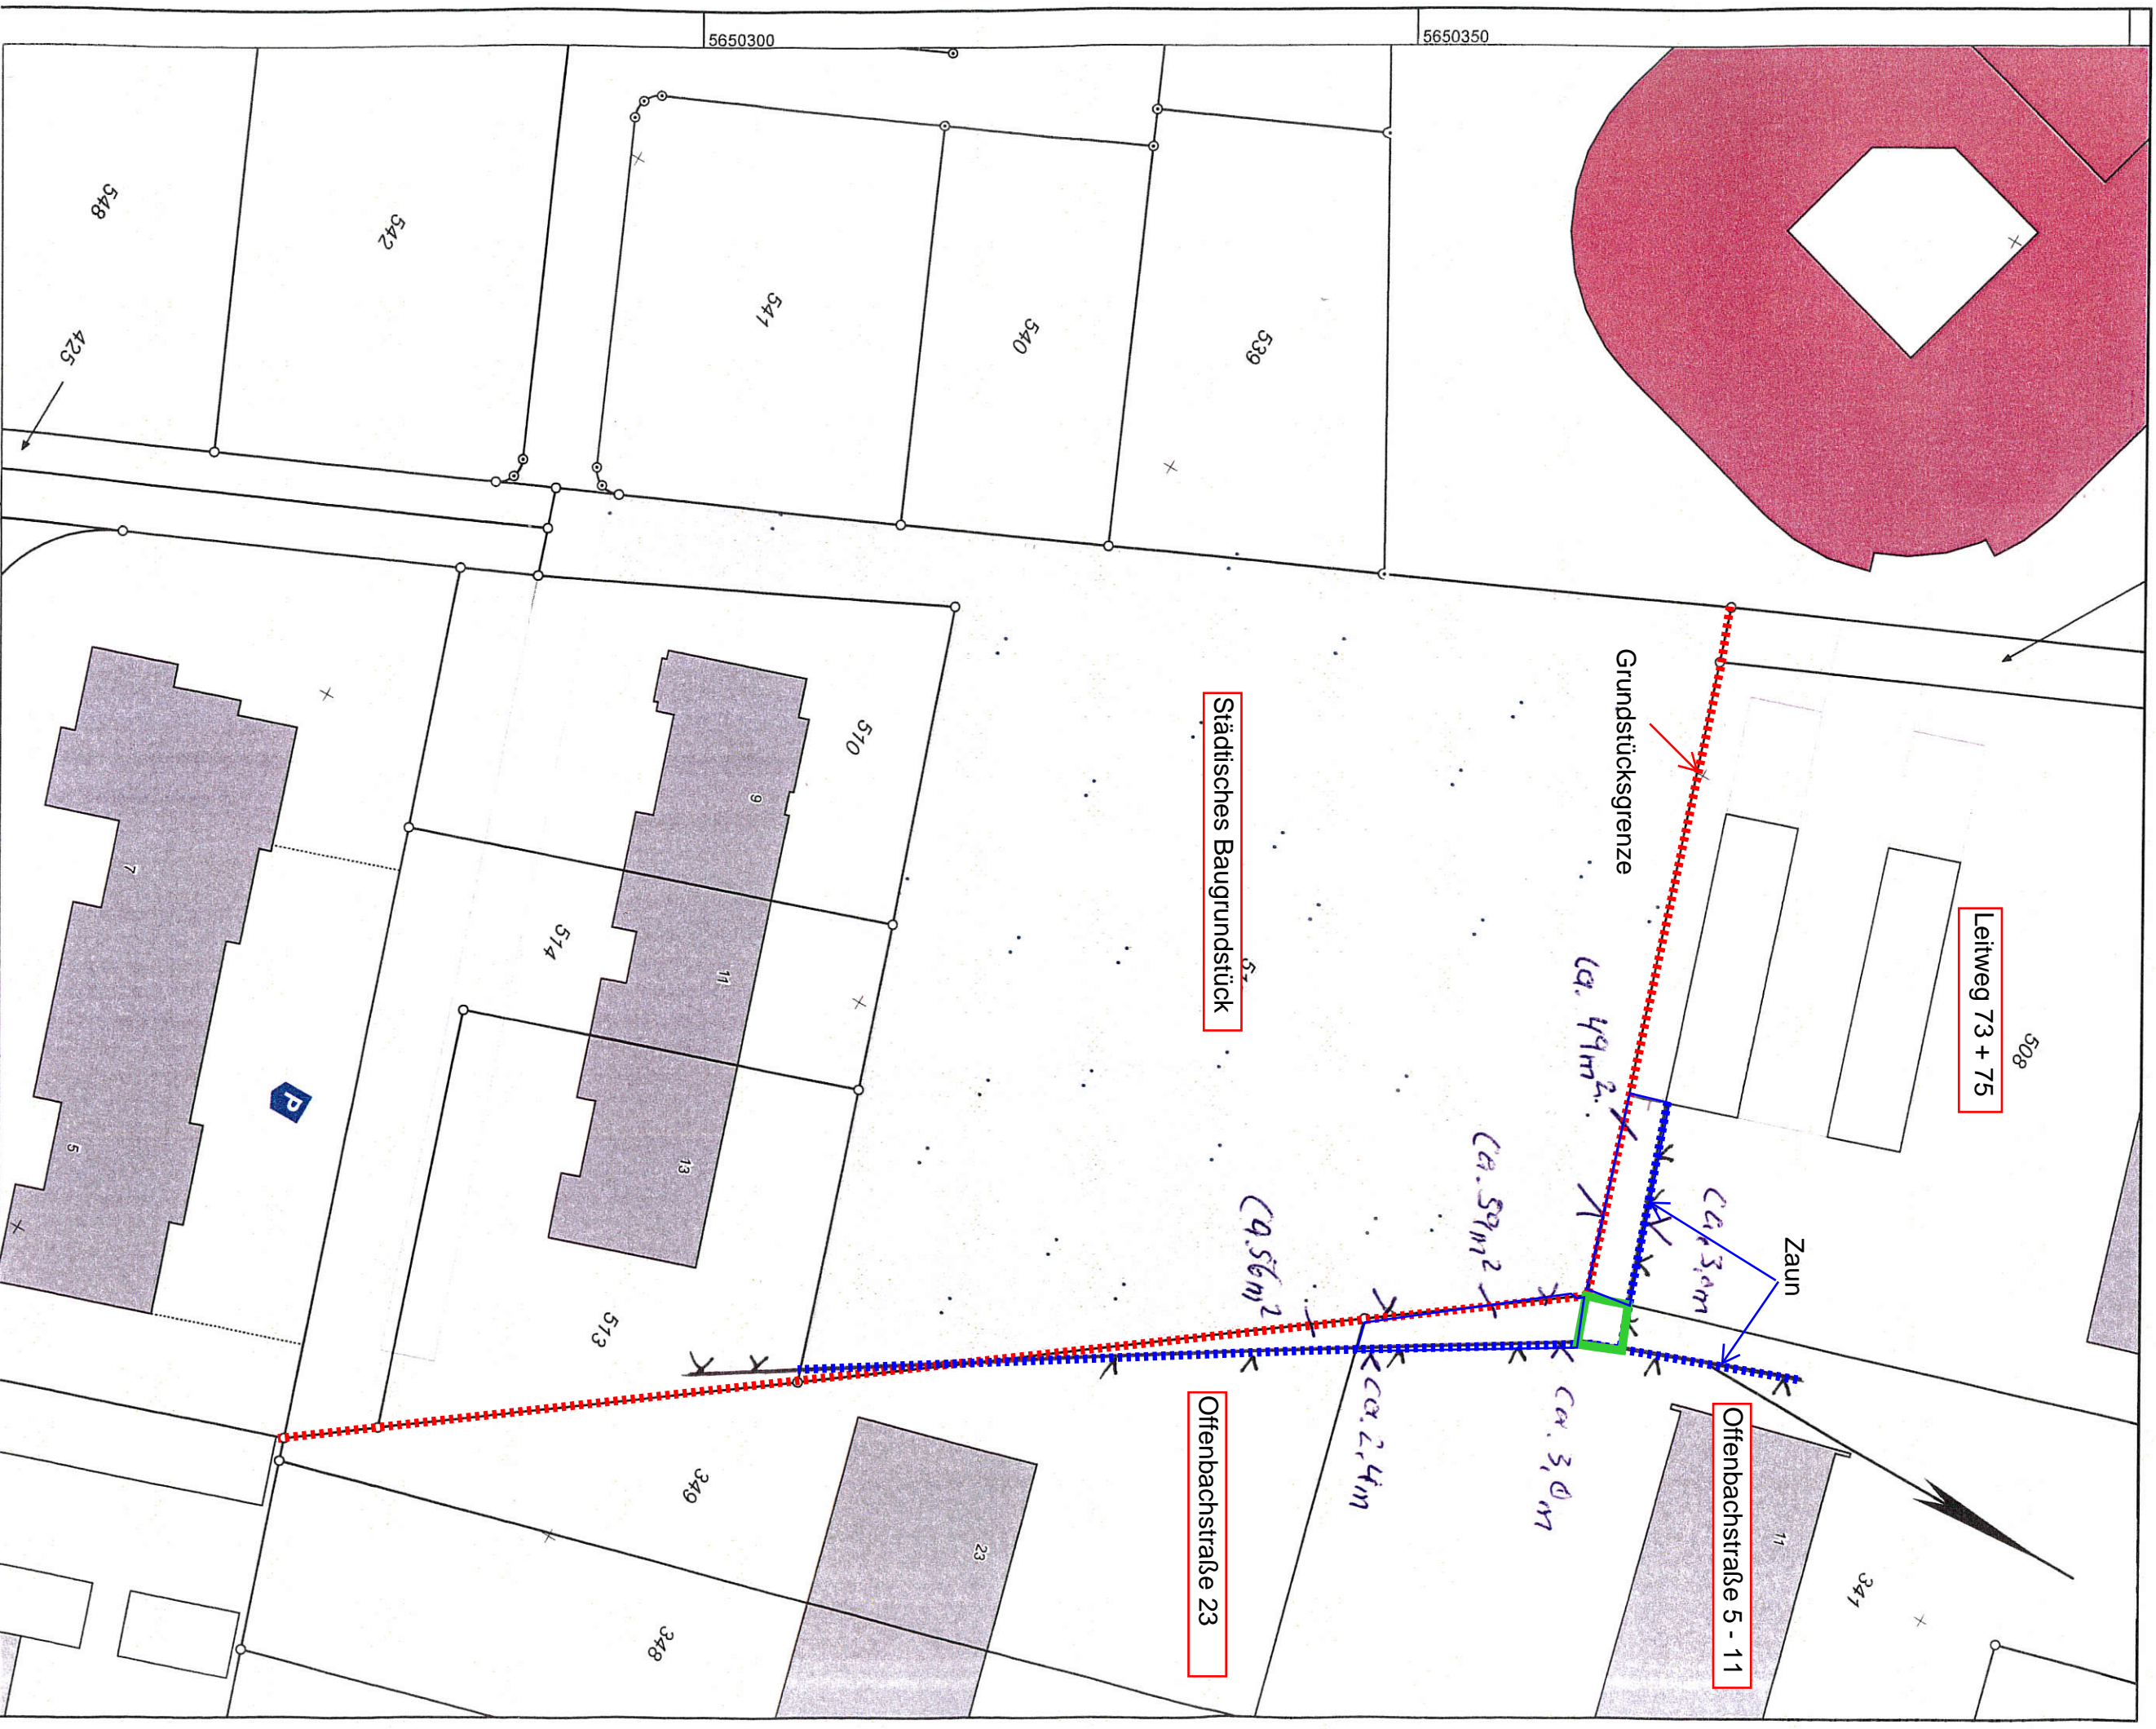 5650300
5650350
548
542
541
540
539
425
Grundstücksgrenze
Leitweg 73 + 75
508
Städtisches Baugrundstück
510
9
11
514
13
513
7
5
P
ca. 49m²
ca. 59m²
ca. 56m²
ca. 3,0m
Zaun
ca. 2,4m
ca. 3,0m
Offenbachstraße 23
Offenbachstraße 5 - 11
11
341
349
23
348